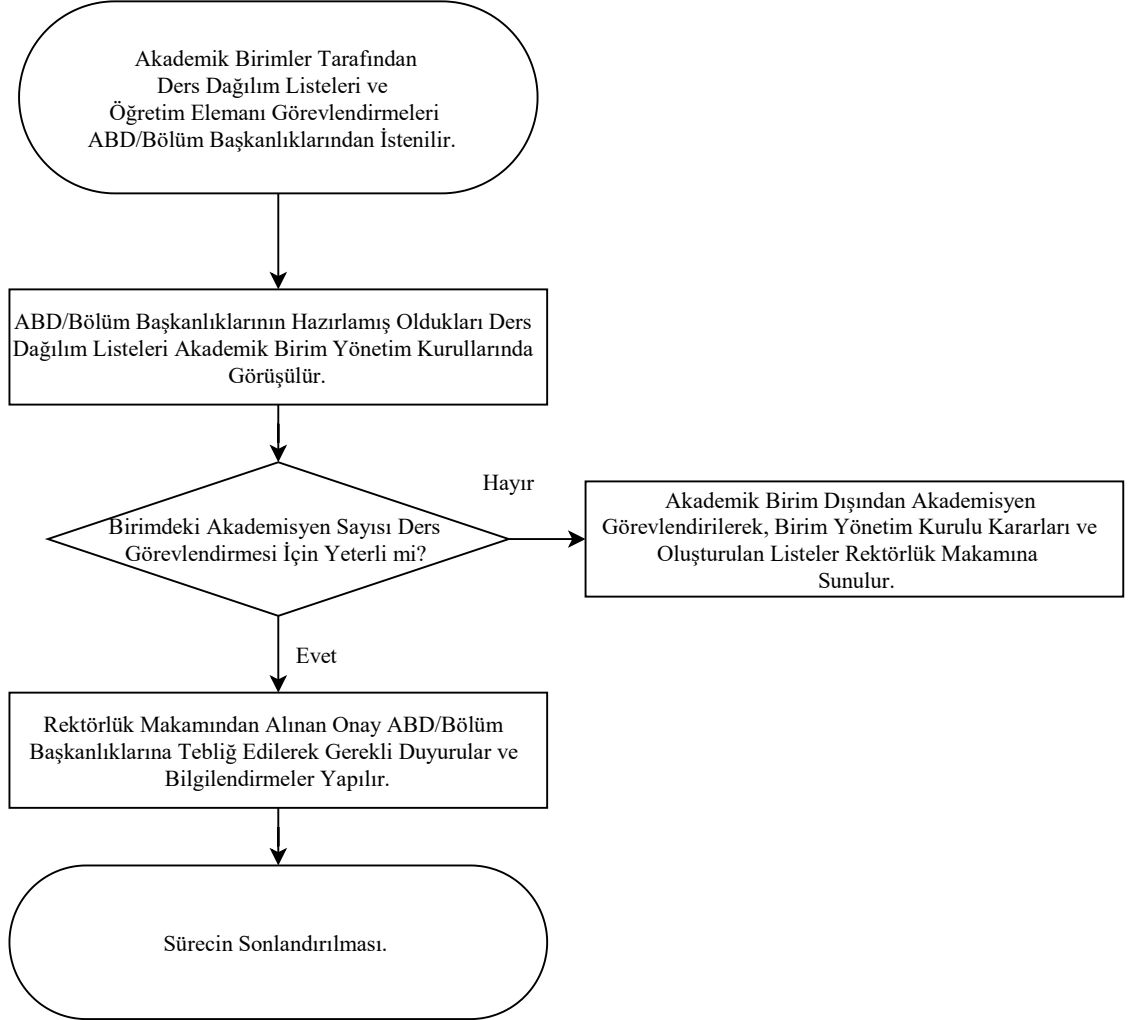 Akademik Birimler Tarafından
Ders Dağılım Listeleri ve
Öğretim Elemanı Görevlendirmeleri
ABD/Bölüm Başkanlıklarından İstenilir.
ABD/Bölüm Başkanlıklarının Hazırlamış Oldukları Ders
Dağılım Listeleri Akademik Birim Yönetim Kurullarında
Görüşülür.
Birimdeki Akademisyen Sayısı Ders
Görevlendirmesi İçin Yeterli mi?
Hayır
Akademik Birim Dışından Akademisyen
Görevlendirilerek, Birim Yönetim Kurulu Kararları ve
Oluşturulan Listeler Rektörlük Makamına
Sunulur.
Evet
Rektörlük Makamından Alınan Onay ABD/Bölüm
Başkanlıklarına Tebliğ Edilerek Gerekli Duyurular ve
Bilgilendirmeler Yapılır.
Sürecin Sonlandırılması.